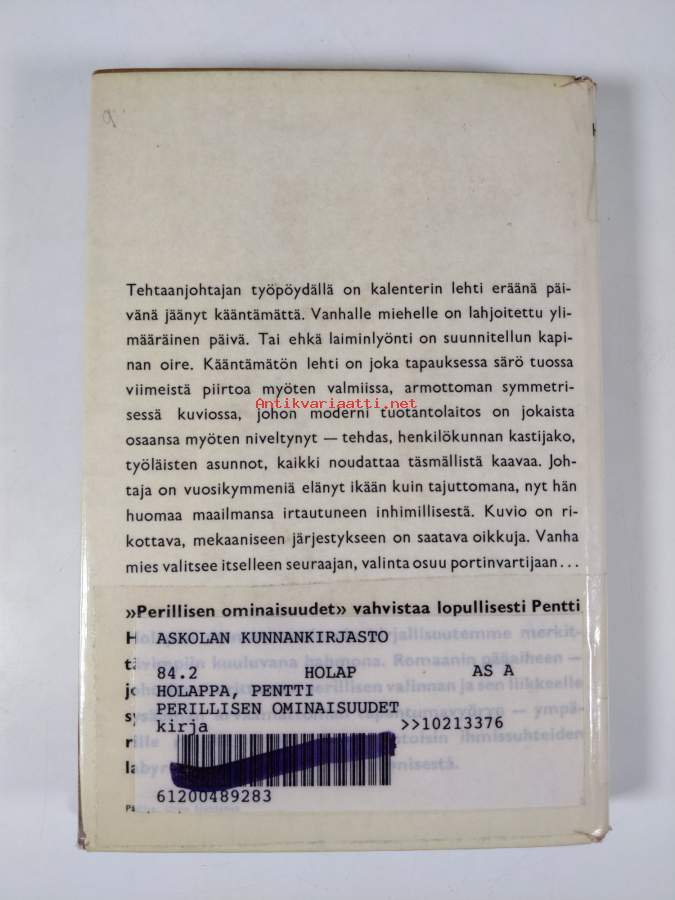 Tehtaanjohtajan työpöydällä on kalenterin lehti eräänä päi-
vänä jäänyt kääntämättä. Vanhalle miehelle on lahjoitettu yli-
määräinen päivä. Tai ehkä laiminlyönti on suunnitellun kapi-
nan oire. Kääntämätön lehti on joka tapauksessa särö tuossa
viimeistä piirtoa myöten valmiissa, armottoman symmetri-
sessä kuviossa, johon moderni tuotantolaitos on jokaista
Antikvariaatti.net
osaansa myöten niveltynyt — tehdas, henkilökunnan kastijako,
työläisten asunnot, kaikki noudattaa täsmällistä kaavaa. Joh-
taja on vuosikymmeniä elänyt ikään kuin tajuttomana, nyt hän
huomaa maailmansa irtautuneen inhimillisestä. Kuvio on ri-
kottava, mekaaniseen järjestykseen on saatava oikkuja. Vanha
mies valitsee itselleen seuraajan, valinta osuu portinvartijaan...
»Perillisen ominaisuudet» vahvistaa lopullisesti Pentti
ASKOLAN KUNNANKIRJASTO
84.2 HOLAP AS A
HOLAPPA, PENTTI
PERILLISEN OMINAISUUDET
kirja >>10213376
61200489283